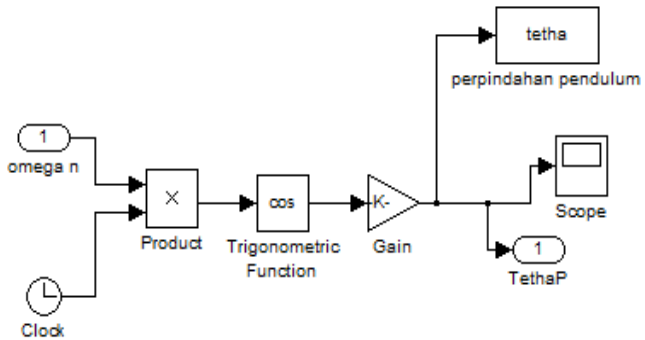 tetha
perpindahan pendulum
1
omega n
×
Product
cos
Trigonometric
Function
K-
Gain
Scope
1
TethaP
Clock